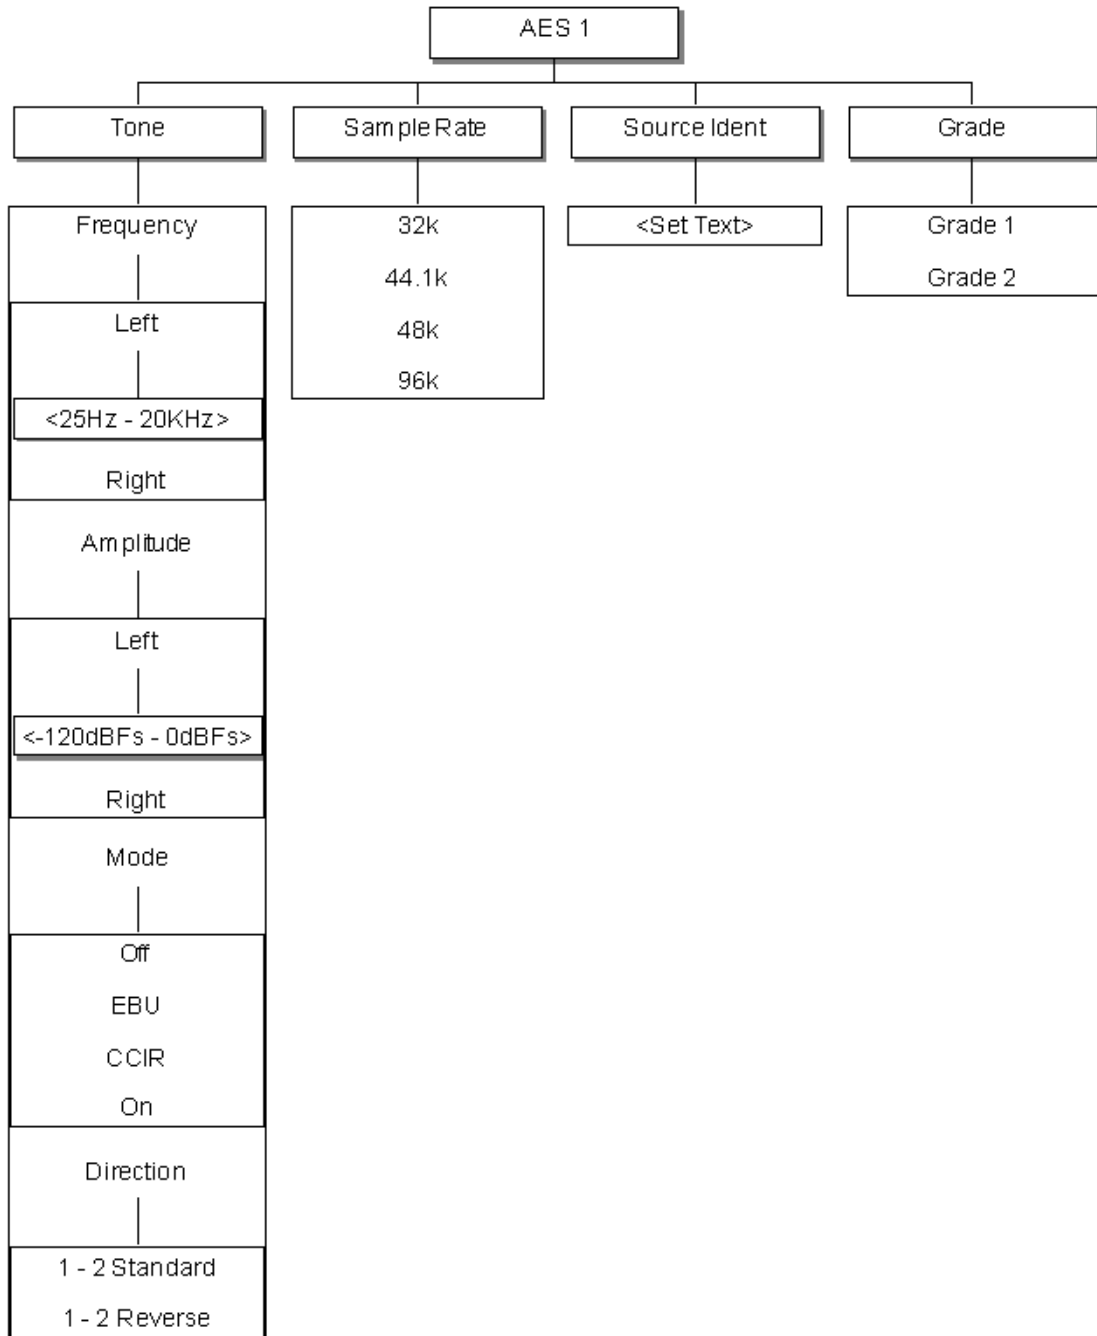 AES 1
Tone
Sample Rate
Source Ident
Grade
Frequency
Left
<25Hz - 20KHz>
Right
Amplitude
Left
<-120dBFs - 0dBFs>
Right
Mode
Off
EBU
CCIR
On
Direction
1 - 2 Standard
1 - 2 Reverse
32k
44.1k
48k
96k
<Set Text>
Grade 1
Grade 2